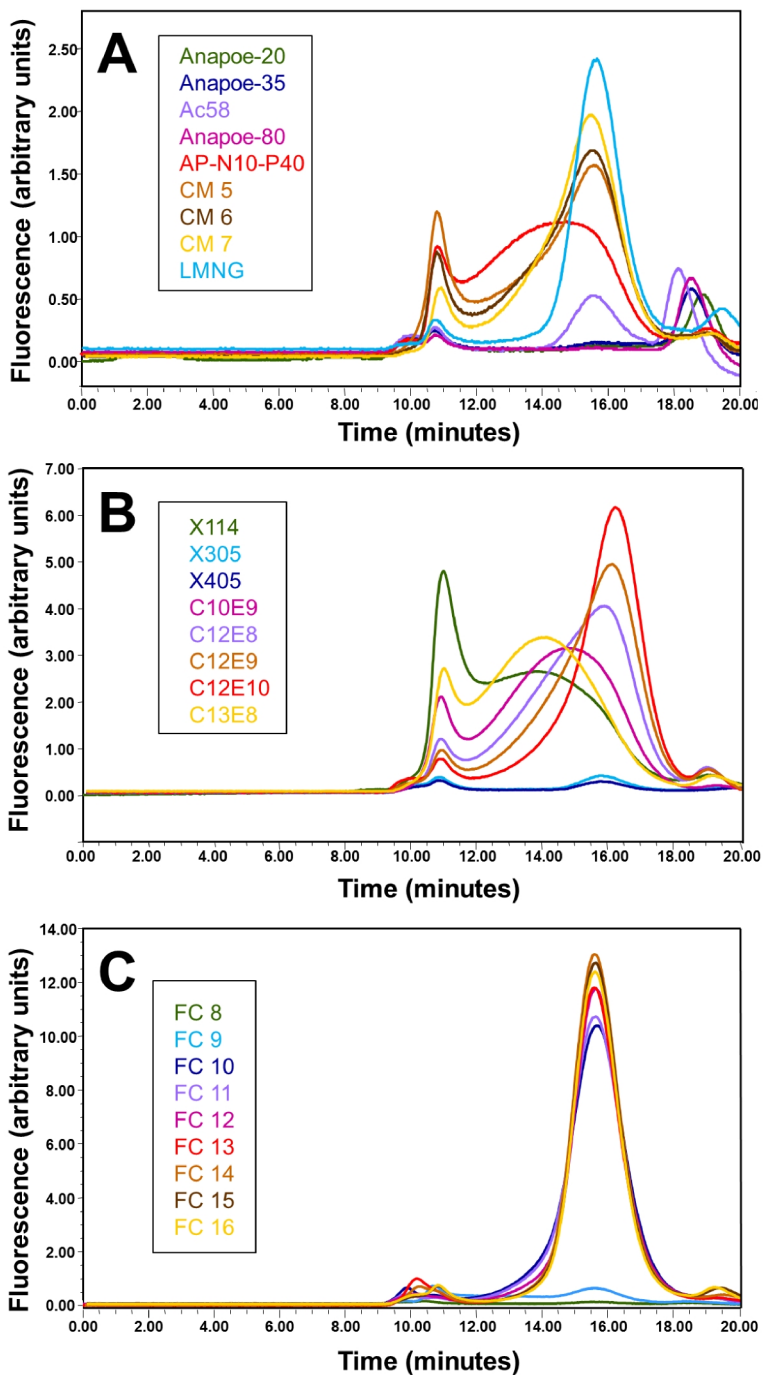 A
Fluorescence (arbitrary units)
2.50
2.00
1.50
1.00
0.50
0.00
Anapoe-20
Anapoe-35
Ac58
Anapoe-80
AP-N10-P40
CM 5
CM 6
CM 7
LMNG
0.00 2.00 4.00 6.00 8.00 10.00 12.00 14.00 16.00 18.00 20.00
Time (minutes)
B
Fluorescence (arbitrary units)
7.00
6.00
5.00
4.00
3.00
2.00
1.00
0.00
X114
X305
X405
C10E9
C12E8
C12E9
C12E10
C13E8
0.00 2.00 4.00 6.00 8.00 10.00 12.00 14.00 16.00 18.00 20.00
Time (minutes)
C
Fluorescence (arbitrary units)
14.00
12.00
10.00
8.00
6.00
4.00
2.00
0.00
FC 8
FC 9
FC 10
FC 11
FC 12
FC 13
FC 14
FC 15
FC 16
0.00 2.00 4.00 6.00 8.00 10.00 12.00 14.00 16.00 18.00 20.00
Time (minutes)